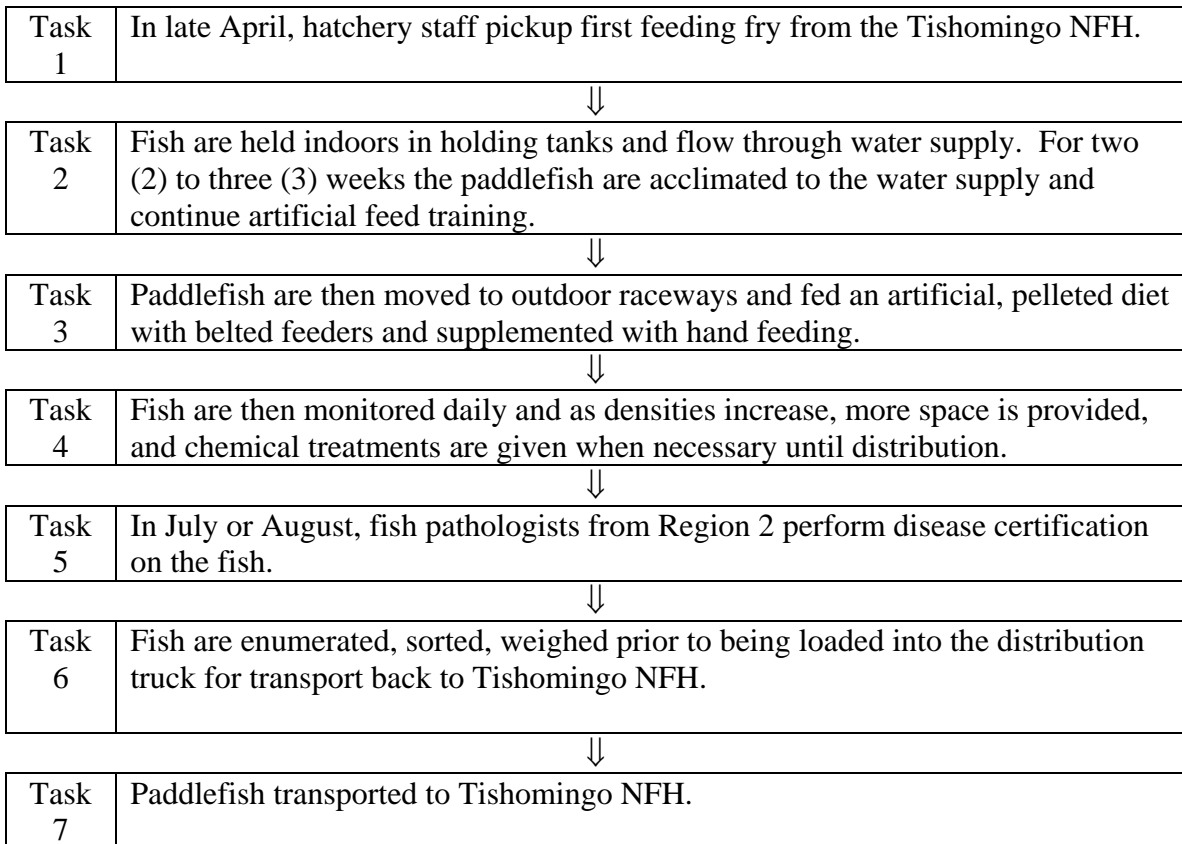 Task
1
In late April, hatchery staff pickup first feeding fry from the Tishomingo NFH.
⇓
Task
2
Fish are held indoors in holding tanks and flow through water supply.  For two
(2) to three (3) weeks the paddlefish are acclimated to the water supply and
continue artificial feed training.
⇓
Task
3
Paddlefish are then moved to outdoor raceways and fed an artificial, pelleted diet
with belted feeders and supplemented with hand feeding.
⇓
Task
4
Fish are then monitored daily and as densities increase, more space is provided,
and chemical treatments are given when necessary until distribution.
⇓
Task
5
In July or August, fish pathologists from Region 2 perform disease certification
on the fish.
⇓
Task
6
Fish are enumerated, sorted, weighed prior to being loaded into the distribution
truck for transport back to Tishomingo NFH.
⇓
Task
7
Paddlefish transported to Tishomingo NFH.